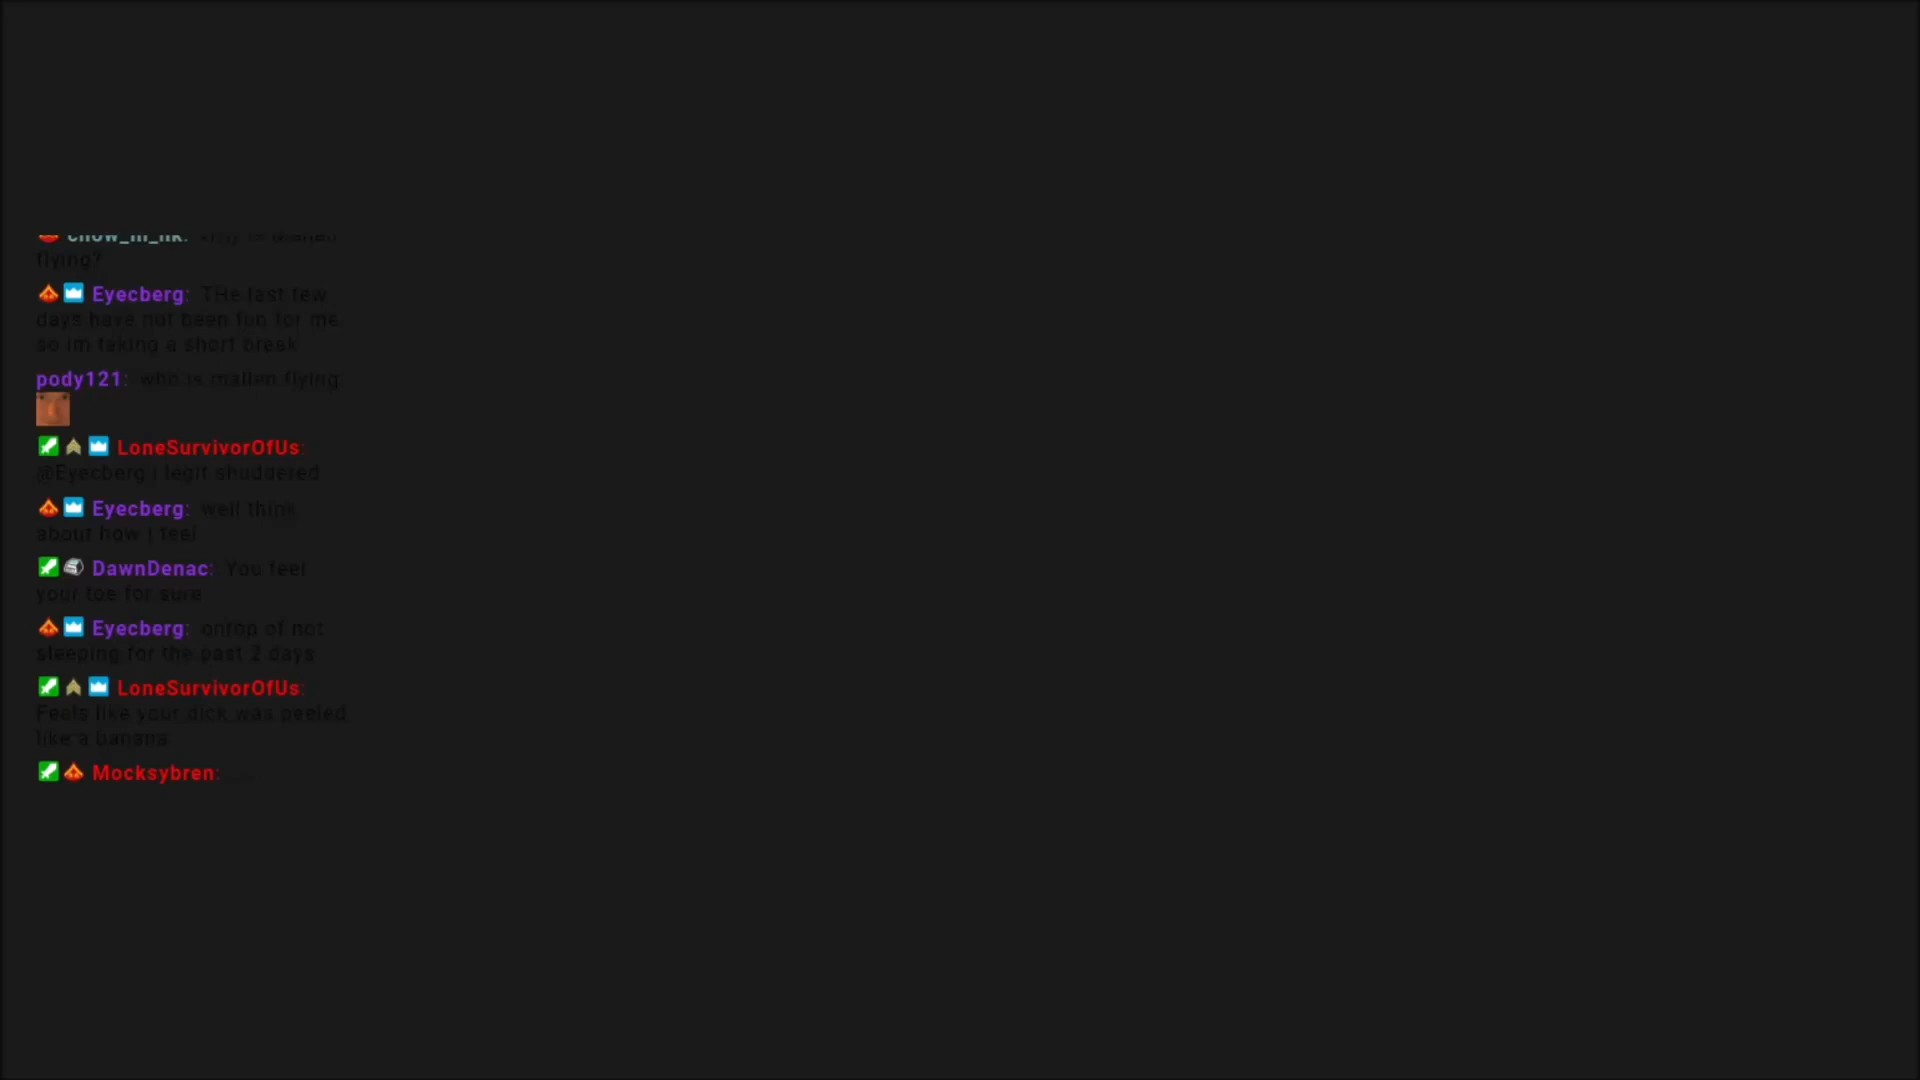 flying?
Eyecberg: THe last few
days have not been fun for me
so im taking a short break
pody121: who is mallen flying
LoneSurvivorOfUs:
@Eyecberg i legit shuddered
Eyecberg: well think
about how i feel
DawnDenac: You feel
your toe for sure
Eyecberg: ontop of not
sleeping for the past 2 days
LoneSurvivorOfUs:
Feels like your dick was peeled
like a banana
Mocksybren: